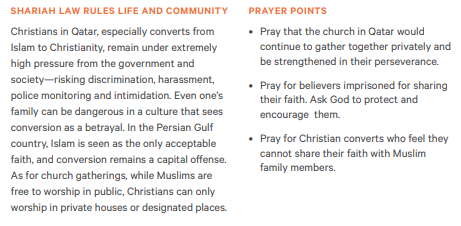 SHARIAH LAW RULES LIFE AND COMMUNITY
Christians in Qatar, especially converts from
Islam to Christianity, remain under extremely
high pressure from the government and
society—risking discrimination, harassment,
police monitoring and intimidation. Even one's
family can be dangerous in a culture that sees
conversion as a betrayal. In the Persian Gulf
country, Islam is seen as the only acceptable
faith, and conversion remains a capital offense.
As for church gatherings, while Muslims are
free to worship in public, Christians can only
worship in private houses or designated places.
PRAYER POINTS
• Pray that the church in Qatar would
continue to gather together privately and
be strengthened in their perseverance.
• Pray for believers imprisoned for sharing
their faith. Ask God to protect and
encourage them.
• Pray for Christian converts who feel they
cannot share their faith with Muslim
family members.